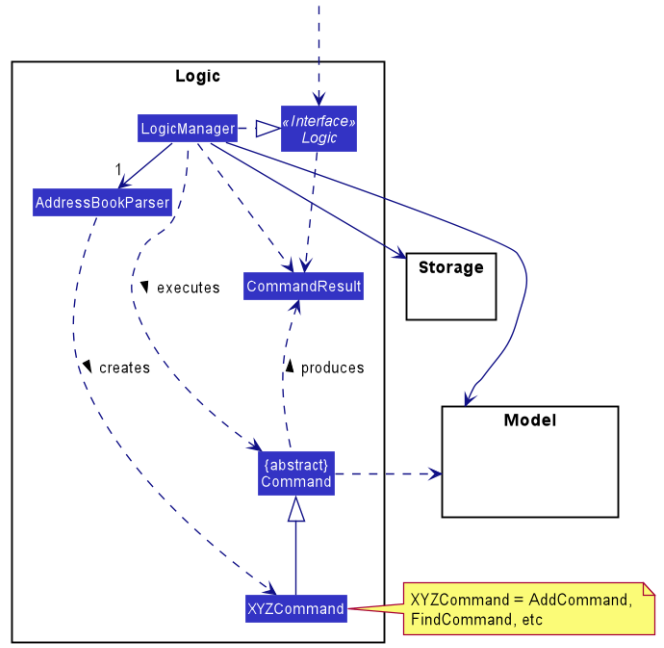 Logic
LogicManager
«Interface»
Logic
1
AddressBookParser
Storage
CommandResult
executes
creates
produces
Model
{abstract}
Command
XYZCommand
XYZCommand = AddCommand,
FindCommand, etc